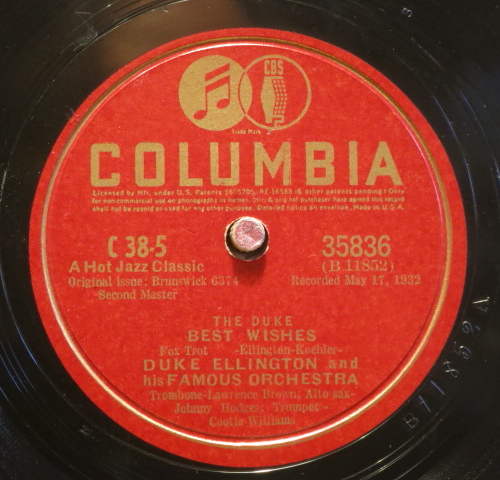 CBS
Trade Mark
COLUMBIA
Licensed by Mfr. under U.S. Patents 1625705, RE-16588 (& other patents pending) Only
for non-commercial use on phonographs in homes. Mfr. & original purchaser have agreed this record
shall not be resold or used for any other purpose. Detailed notice on envelope. Made in U.S.A.
C 38-5
35836
A Hot Jazz Classic
(B.11852)
Original Issue: Brunswick 6374
Recorded May 17, 1932
Second Master
THE DUKE
BEST WISHES
Fox Trot -Ellington-Koehler-
DUKE ELLINGTON and
his FAMOUS ORCHESTRA
Trombone-Lawrence Brown; Alto sax-
Johnny Hodges; Trumpet-
Cootie Williams
B11852A